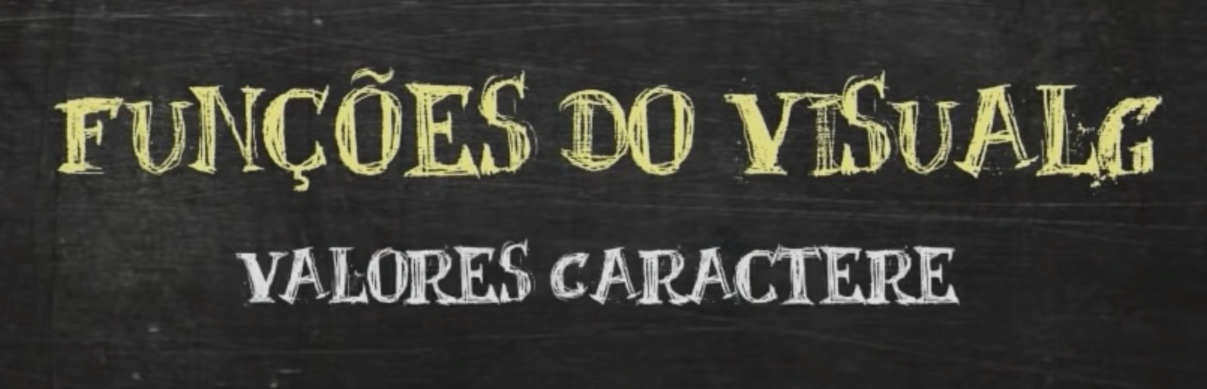 FUNÇÕES DO VISUALG
VALORES CARACTERE